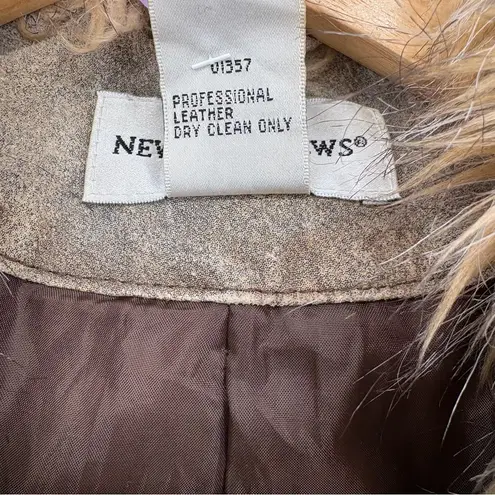 01357
PROFESSIONAL
LEATHER
DRY CLEAN ONLY
NEW WS®